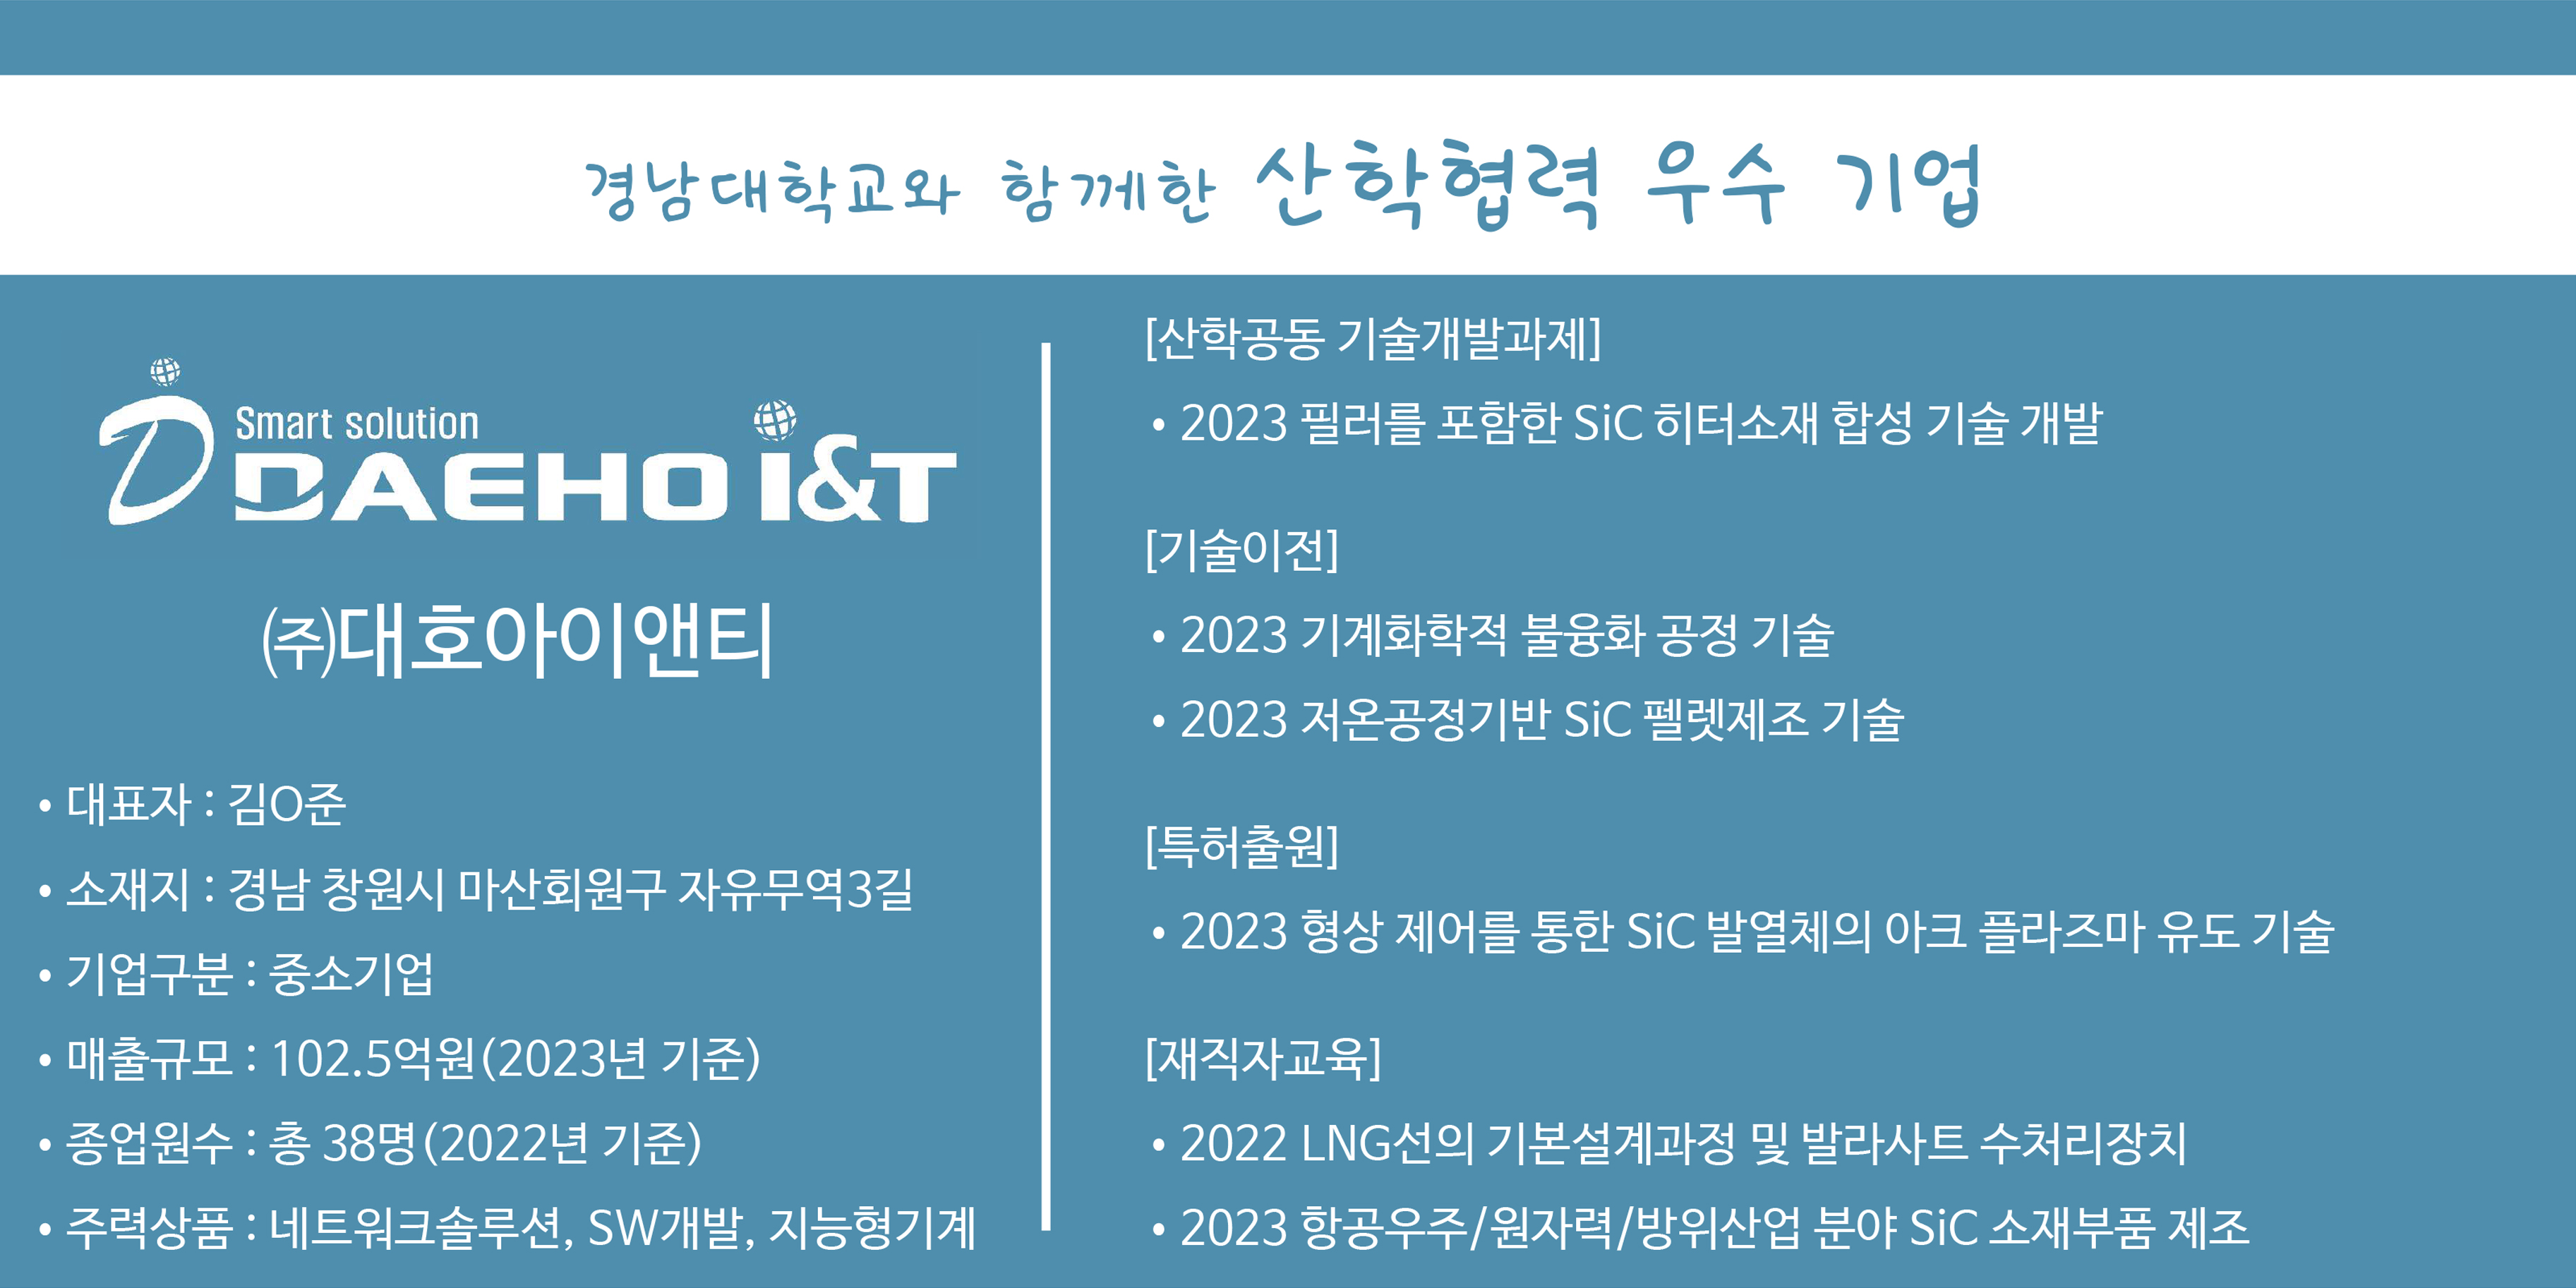 경남대학교와 함께한 산학협력 우수 기업
Smart solution
DAEHO I&T
㈜대호아이앤티
• 대표자 : 김O준
• 소재지 : 경남 창원시 마산회원구 자유무역3길
• 기업구분 : 중소기업
• 매출규모 : 102.5억원(2023년 기준)
• 종업원수 : 총 38명(2022년 기준)
• 주력상품 : 네트워크솔루션, SW개발, 지능형기계
[산학공동 기술개발과제]
• 2023 필러를 포함한 SiC 히터소재 합성 기술 개발
[기술이전]
• 2023 기계화학적 불융화 공정 기술
• 2023 저온공정기반 SiC 펠렛제조 기술
[특허출원]
• 2023 형상 제어를 통한 SiC 발열체의 아크 플라즈마 유도 기술
[재직자교육]
• 2022 LNG선의 기본설계과정 및 발라사트 수처리장치
• 2023 항공우주/원자력/방위산업 분야 SiC 소재부품 제조